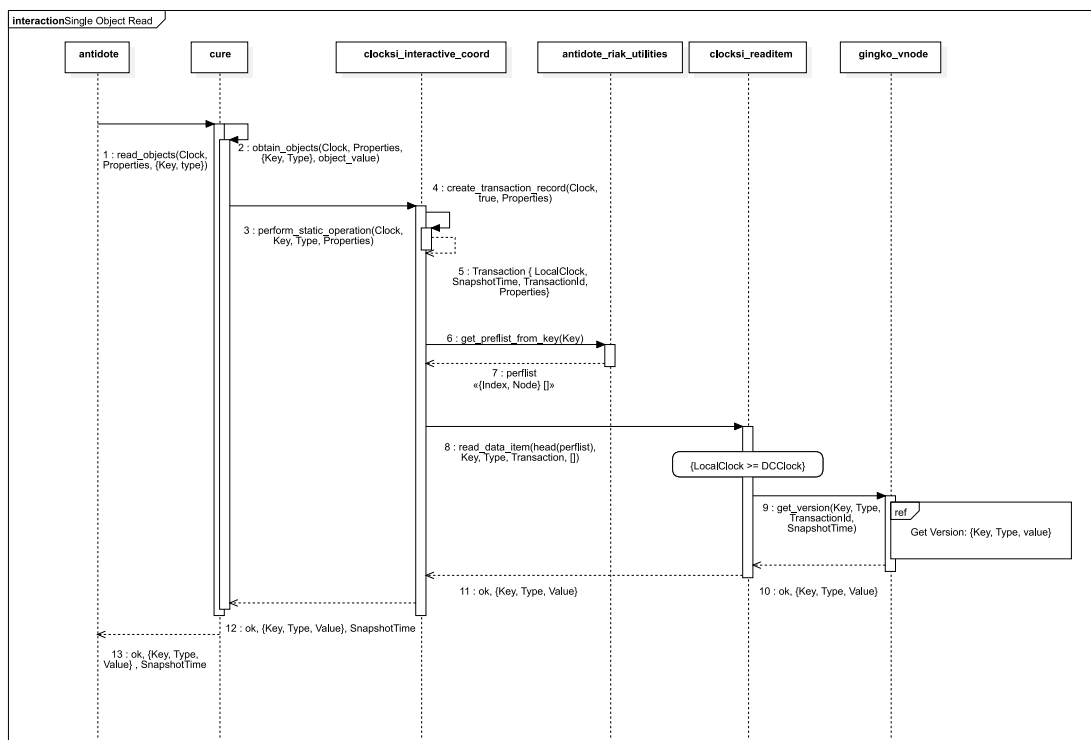 interactionSingle Object Read
antidote
cure
clocksi_interactive_coord
antidote_riak_utilities
clocksi_readitem
gingko_vnode
1 : read_objects(Clock,
Properties, {Key, type})
2 : obtain_objects(Clock, Properties,
{Key, Type}, object_value)
3 : perform_static_operation(Clock,
Key, Type, Properties)
4 : create_transaction_record(Clock,
true, Properties)
5 : Transaction { LocalClock,
SnapshotTime, TransactionId,
Properties}
6 : get_preflist_from_key(Key)
7 : perflist
«{Index, Node} []»
8 : read_data_item(head(perflist),
Key, Type, Transaction, [])
{LocalClock >= DCClock}
9 : get_version(Key, Type,
TransactionId,
SnapshotTime)
ref
Get Version: {Key, Type, value}
10 : ok, {Key, Type, Value}
11 : ok, {Key, Type, Value}
12 : ok, {Key, Type, Value}, SnapshotTime
13 : ok, {Key, Type,
Value} , SnapshotTime